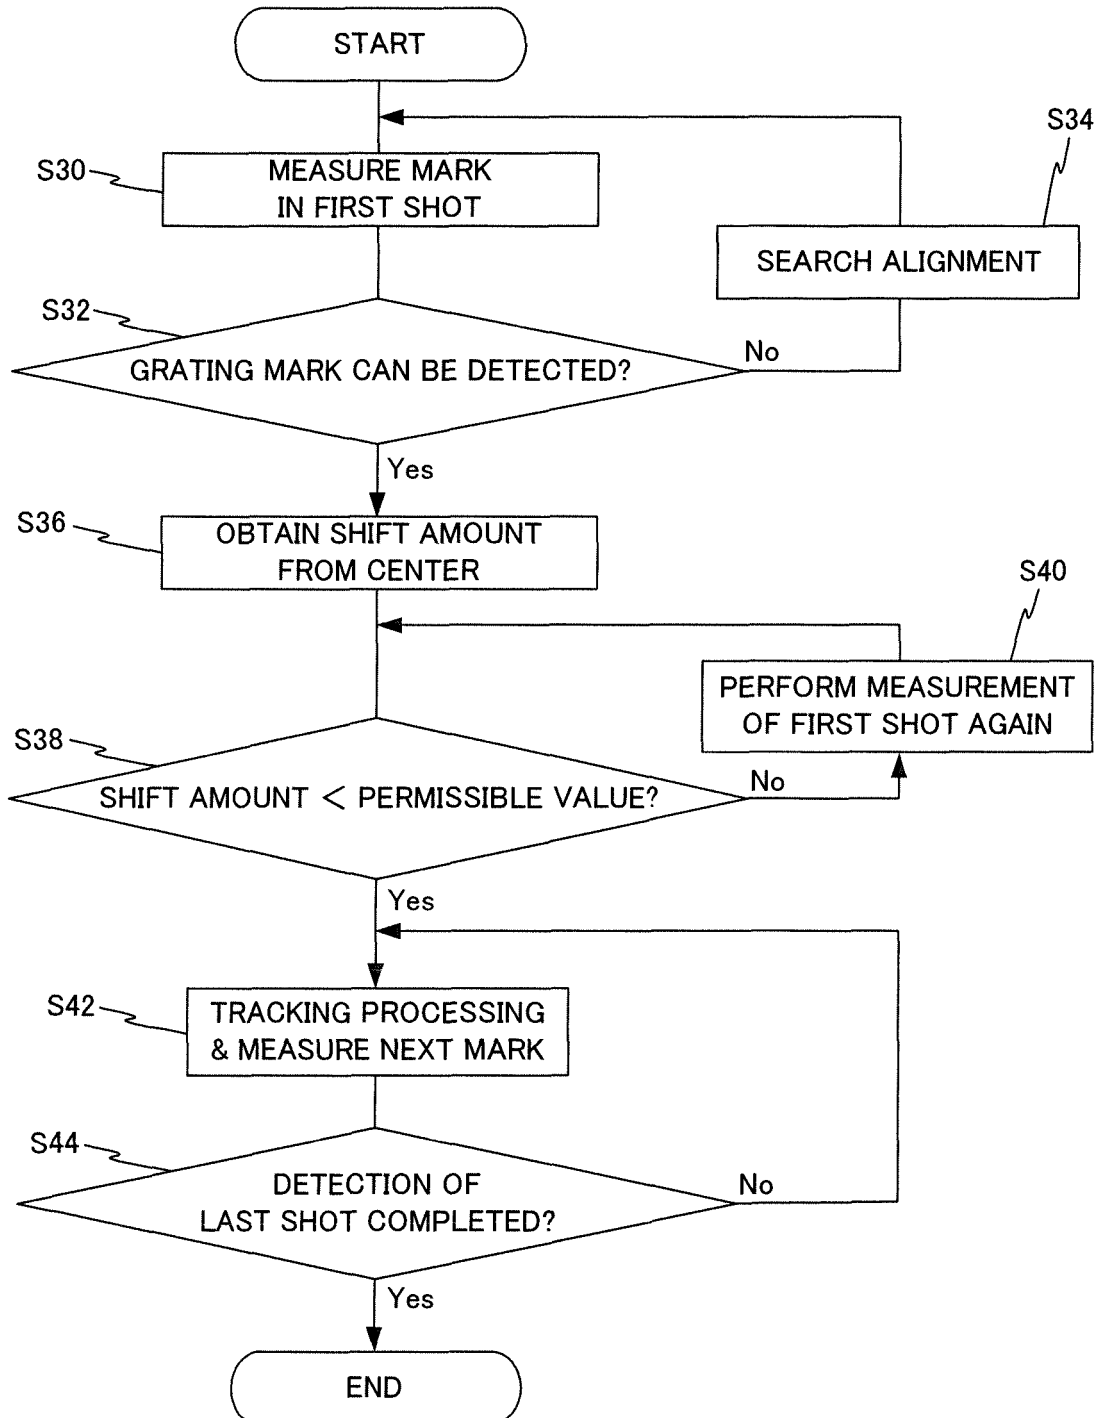 START
S34
S30
MEASURE MARK
IN FIRST SHOT
SEARCH ALIGNMENT
S32
GRATING MARK CAN BE DETECTED?
No
Yes
S36
OBTAIN SHIFT AMOUNT
FROM CENTER
S40
PERFORM MEASUREMENT
OF FIRST SHOT AGAIN
S38
SHIFT AMOUNT < PERMISSIBLE VALUE?
No
Yes
S42
TRACKING PROCESSING
& MEASURE NEXT MARK
S44
DETECTION OF
LAST SHOT COMPLETED?
No
Yes
END